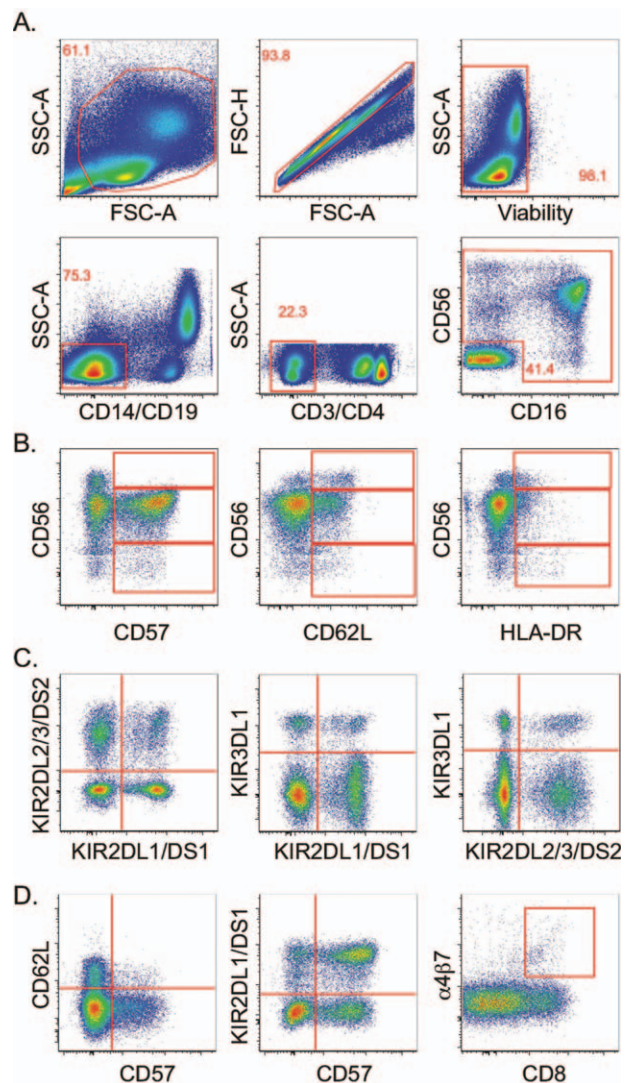 A.
61.1
SSC-A
FSC-A
93.8
FSC-H
FSC-A
SSC-A
98.1
Viability
75.3
SSC-A
CD14/CD19
22.3
SSC-A
CD3/CD4
CD56
41.4
CD16
B.
CD56
CD57
CD56
CD62L
CD56
HLA-DR
C.
KIR2DL2/3/DS2
KIR2DL1/DS1
KIR3DL1
KIR2DL1/DS1
KIR3DL1
KIR2DL2/3/DS2
D.
CD62L
CD57
KIR2DL1/DS1
CD57
α4β7
CD8